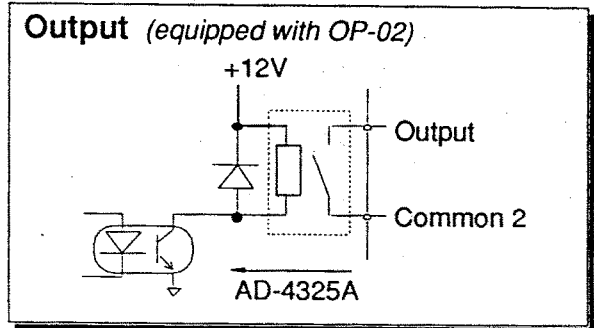 Output (equipped with OP-02)
+12V
Output
Common 2
AD-4325A